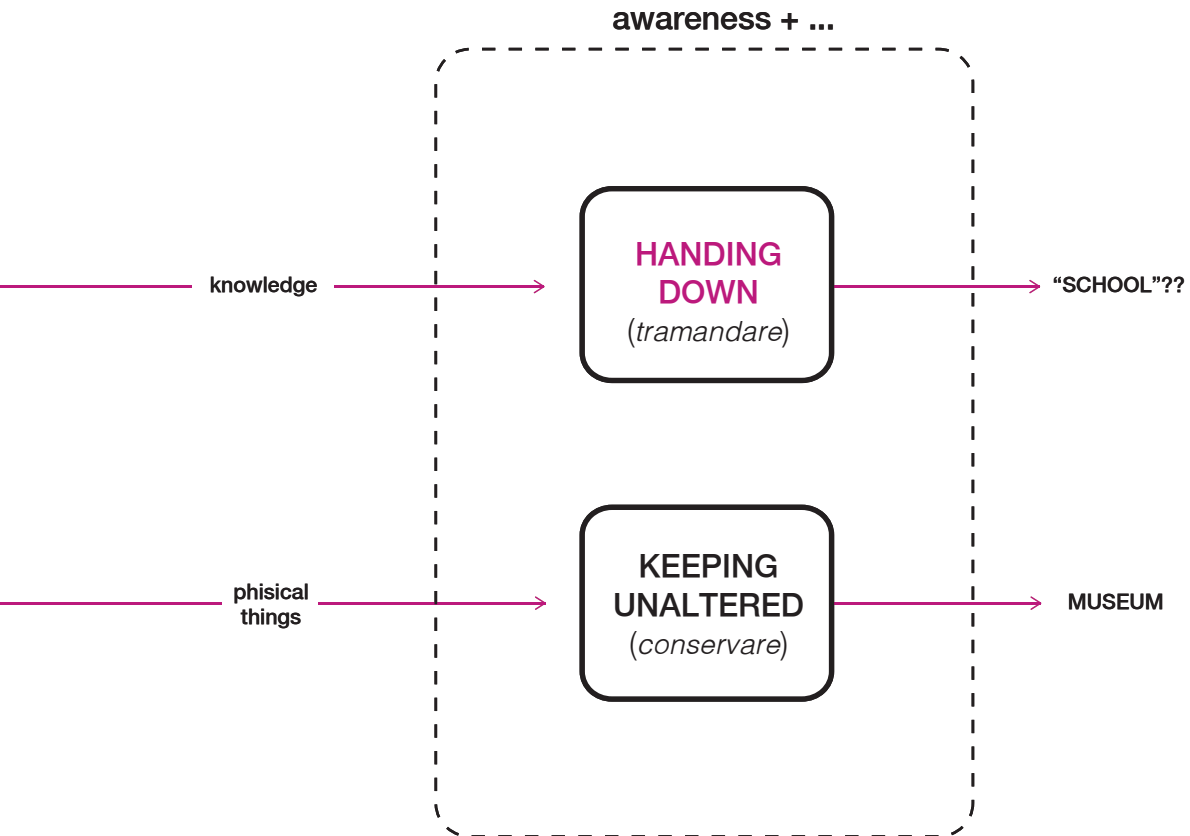 awareness + ...
knowledge
HANDING
DOWN
(tramandare)
“SCHOOL”??
phisical
things
KEEPING
UNALTERED
(conservare)
MUSEUM